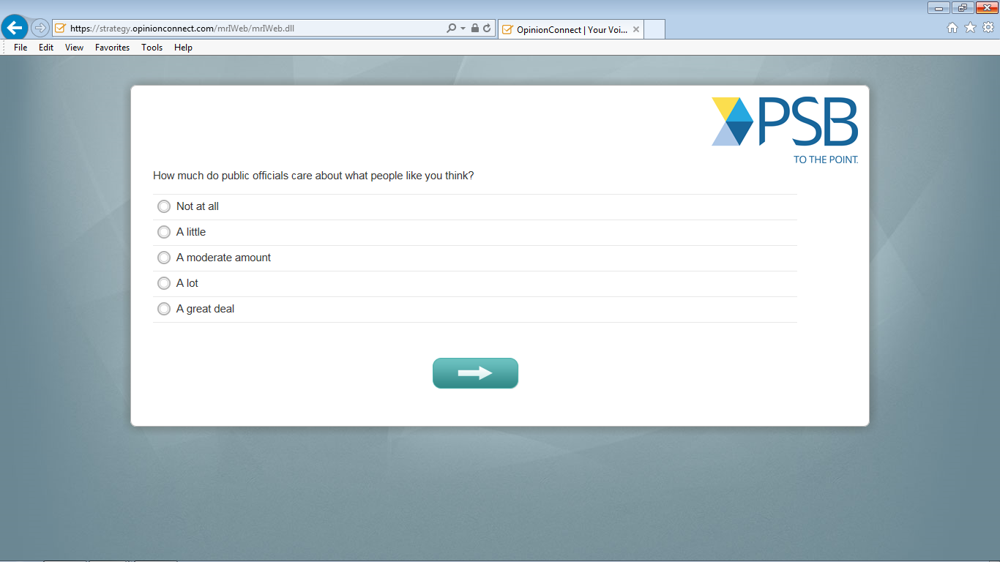 https://strategy.opinionconnect.com/mrIWeb/mrIWeb.dll
OpinionConnect | Your Voi...
File Edit View Favorites Tools Help
PSB
TO THE POINT.
How much do public officials care about what people like you think?
Not at all
A little
A moderate amount
A lot
A great deal